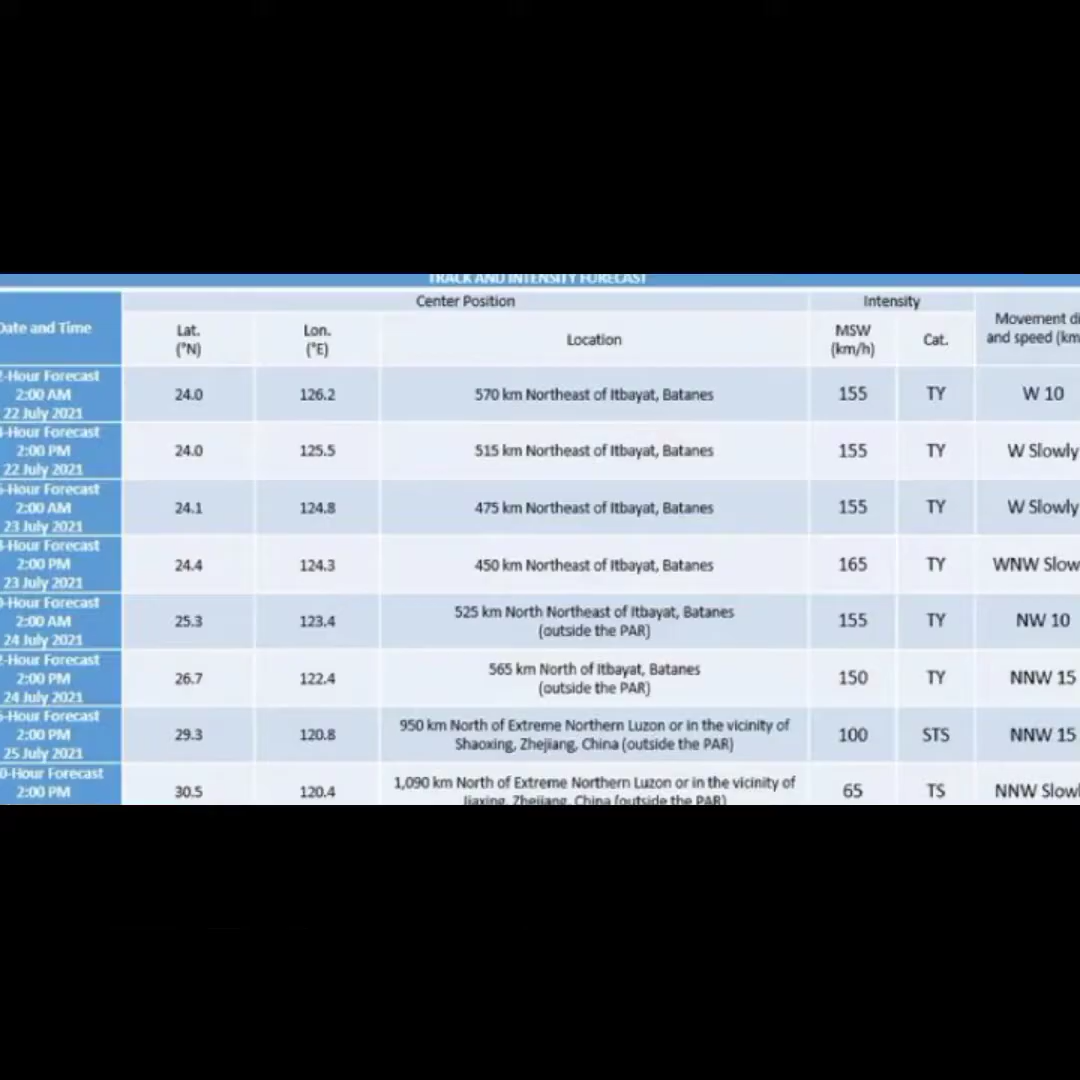 TRACK AND INTENSITY FORECAST
Center Position
Intensity
Date and Time
Lat.
(°N)
Lon.
(°E)
Location
MSW
(km/h)
Cat.
Movement di
and speed (km
-Hour Forecast
2:00 AM
22 July 2021
24.0
126.2
570 km Northeast of Itbayat, Batanes
155
TY
W 10
-Hour Forecast
2:00 PM
22 July 2021
24.0
125.5
515 km Northeast of Itbayat, Batanes
155
TY
W Slowly
-Hour Forecast
2:00 AM
23 July 2021
24.1
124.8
475 km Northeast of Itbayat, Batanes
155
TY
W Slowly
-Hour Forecast
2:00 PM
23 July 2021
24.4
124.3
450 km Northeast of Itbayat, Batanes
165
TY
WNW Slow
0-Hour Forecast
2:00 AM
24 July 2021
25.3
123.4
525 km North Northeast of Itbayat, Batanes
(outside the PAR)
155
TY
NW 10
2-Hour Forecast
2:00 PM
24 July 2021
26.7
122.4
565 km North of Itbayat, Batanes
(outside the PAR)
150
TY
NNW 15
-Hour Forecast
2:00 PM
25 July 2021
29.3
120.8
950 km North of Extreme Northern Luzon or in the vicinity of
Shaoxing, Zhejiang, China (outside the PAR)
100
STS
NNW 15
0-Hour Forecast
2:00 PM
30.5
120.4
1,090 km North of Extreme Northern Luzon or in the vicinity of
Jiaxing, Zhejiang, China (outside the PAR)
65
TS
NNW Slowl